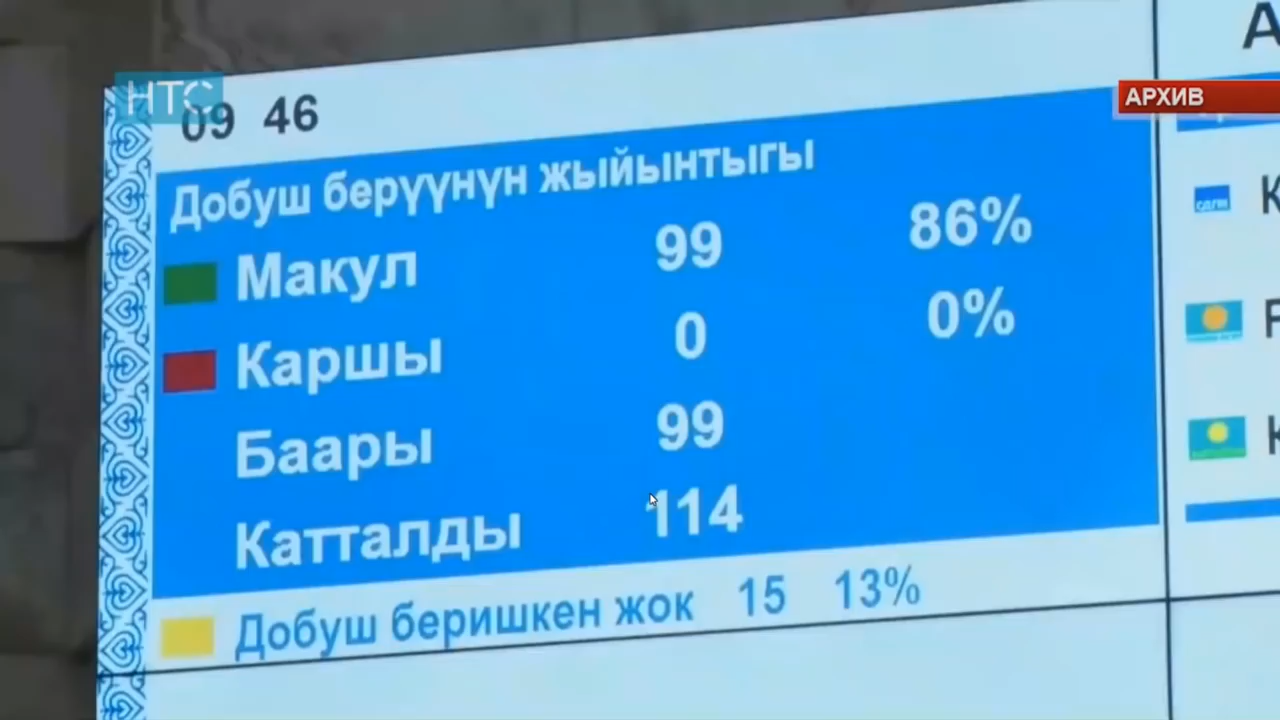 НТС
09 46
АРХИВ
Добуш берүүнүн жыйынтыгы
Макул 99 86%
Каршы 0 0%
Баары 99
Катталды 114
Добуш беришкен жок 15 13%